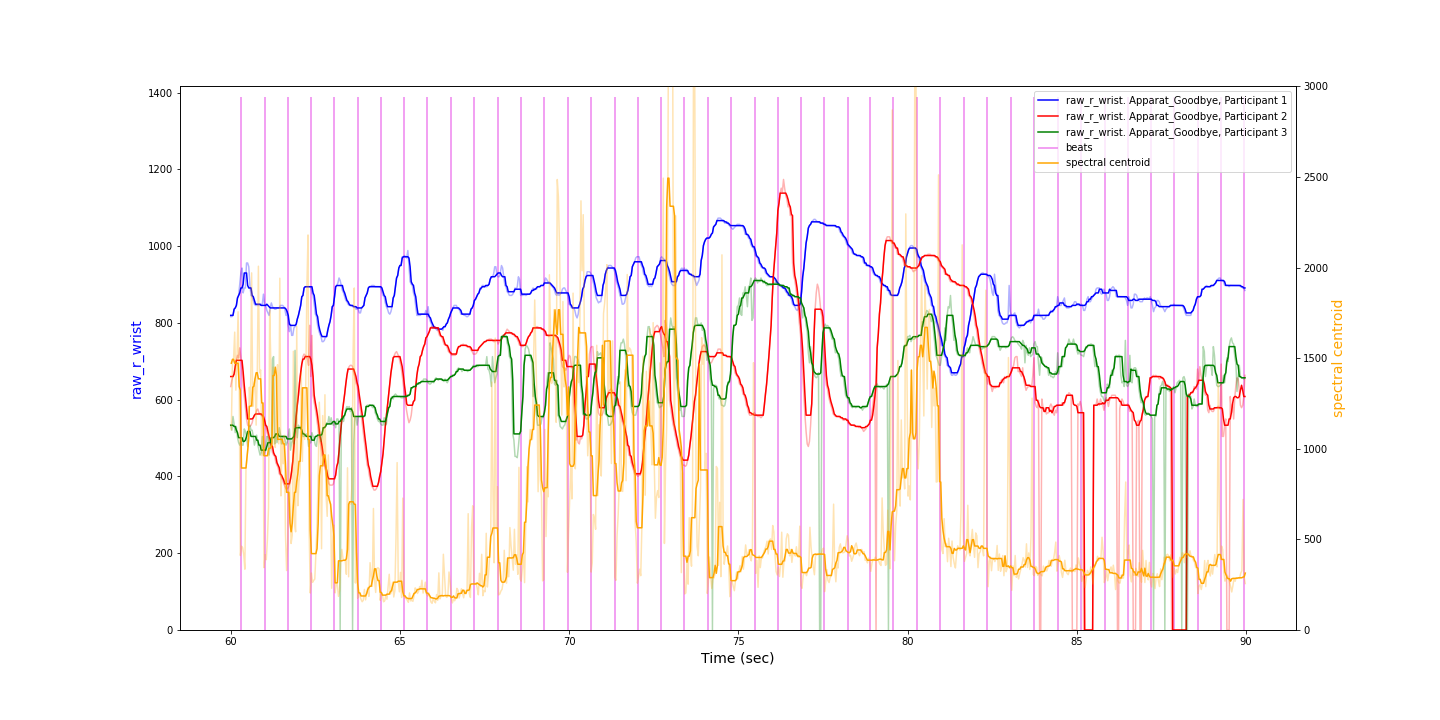 1400
1200
1000
800
600
400
200
0
raw_r_wrist
3000
2500
2000
1500
1000
500
0
spectral centroid
raw_r_wrist. Apparat_Goodbye, Participant 1
raw_r_wrist. Apparat_Goodbye, Participant 2
raw_r_wrist. Apparat_Goodbye, Participant 3
beats
spectral centroid
60 65 70 75 80 85 90
Time (sec)